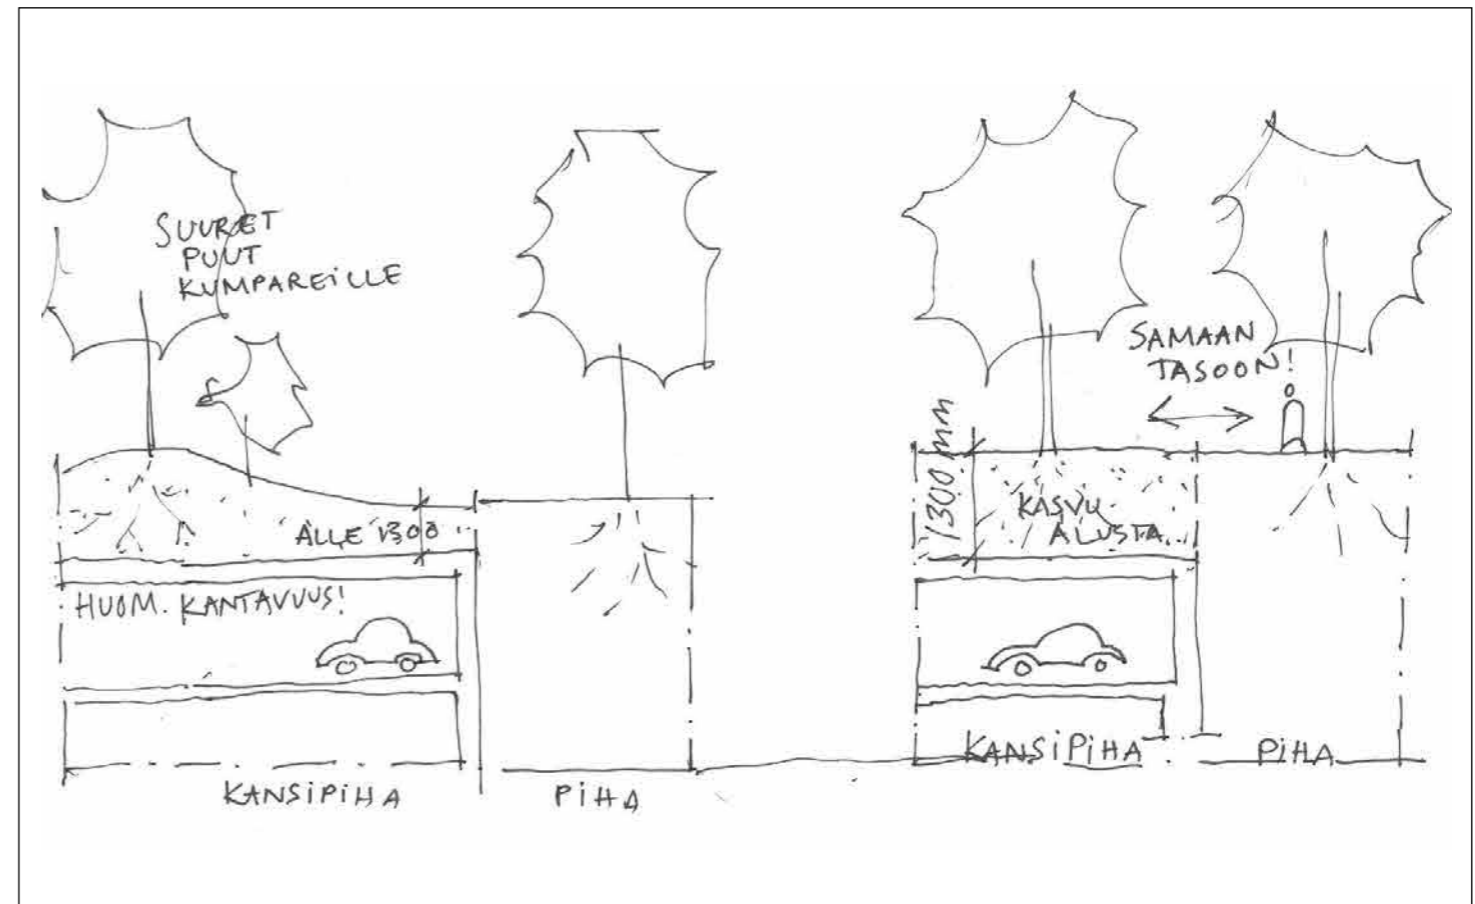 SUURET
PUUT
KUMPAREILLE
ALLE 1300
HUOM. KANTAVUUS!
KANSIPIHA
PIHA
SAMAAN
TASOON!
1300 MM
KASVU
ALUSTA
KANSIPIHA
PIHA